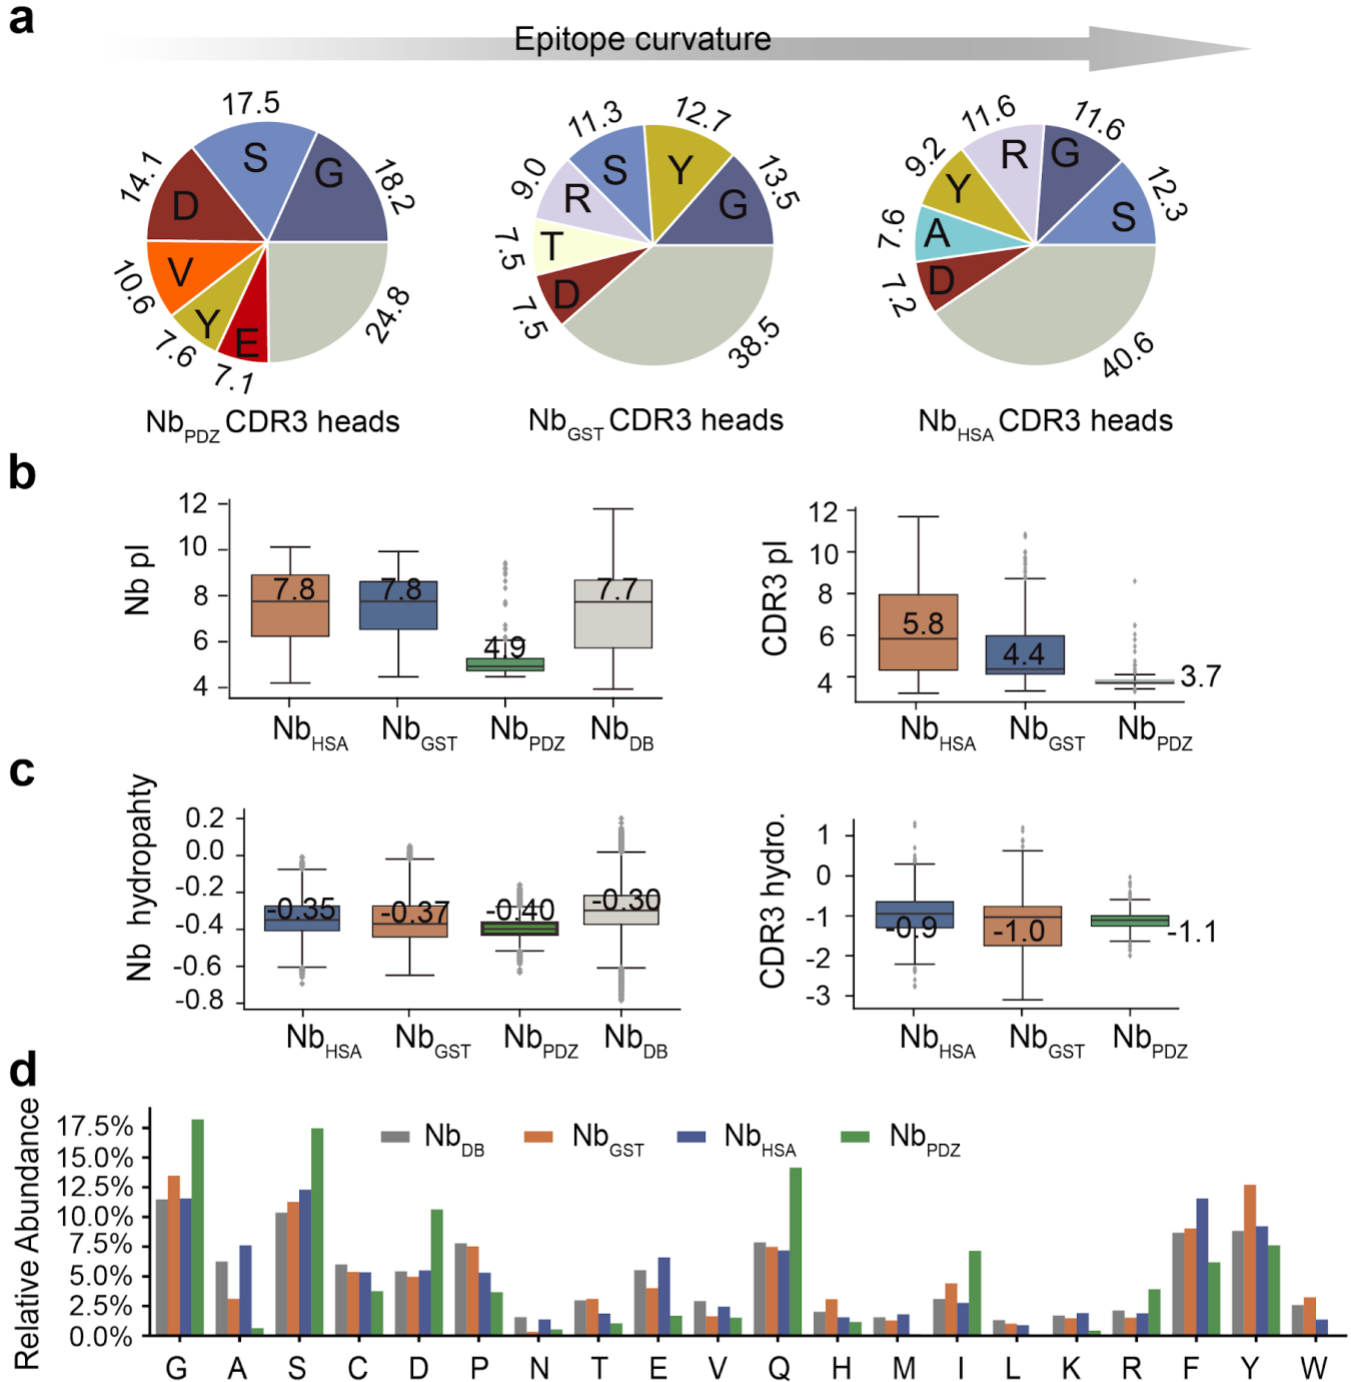 a
Epitope curvature
17.5
14.1
S
G
18.2
D
V
10.6
Y
E
7.6
7.1
24.8
Nb PDZ CDR3 heads
11.3
12.7
9.0
S
Y
13.5
R
G
T
7.5
D
7.5
38.5
Nb GST CDR3 heads
11.6
11.6
9.2
R
G
12.3
Y
S
7.6
A
D
7.2
40.6
Nb HSA CDR3 heads
b
Nb pI
12
10
8
6
4
7.8
7.8
4.9
7.7
Nb HSA
Nb GST
Nb PDZ
Nb DB
CDR3 pI
12
10
8
6
4
5.8
4.4
3.7
Nb HSA
Nb GST
Nb PDZ
c
Nb hydropahty
0.2
0.0
-0.2
-0.4
-0.6
-0.8
-0.35
-0.37
-0.40
-0.30
Nb HSA
Nb GST
Nb PDZ
Nb DB
CDR3 hydro.
1
0
-1
-2
-3
-0.9
-1.0
-1.1
Nb HSA
Nb GST
Nb PDZ
d
Relative Abundance
17.5%
15.0%
12.5%
10.0%
7.5%
5.0%
2.5%
0.0%
Nb DB
Nb GST
Nb HSA
Nb PDZ
G A S C D P N T E V Q H M I L K R F Y W